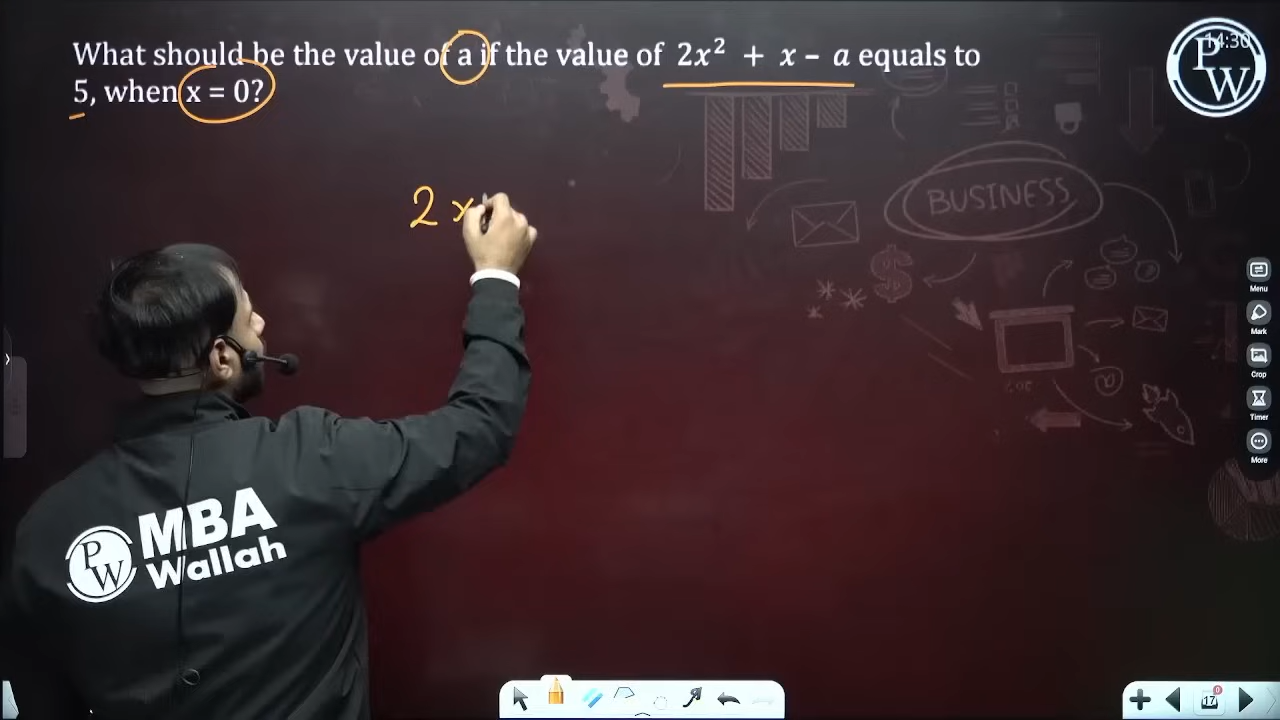 What should be the value of a if the value of 2x² + x – a equals to
5, when x = 0?
14:30
P
W
2 x
BUSINESS
$
Menu
Mark
Crop
Timer
More
MBA
Wallah
P
W
17